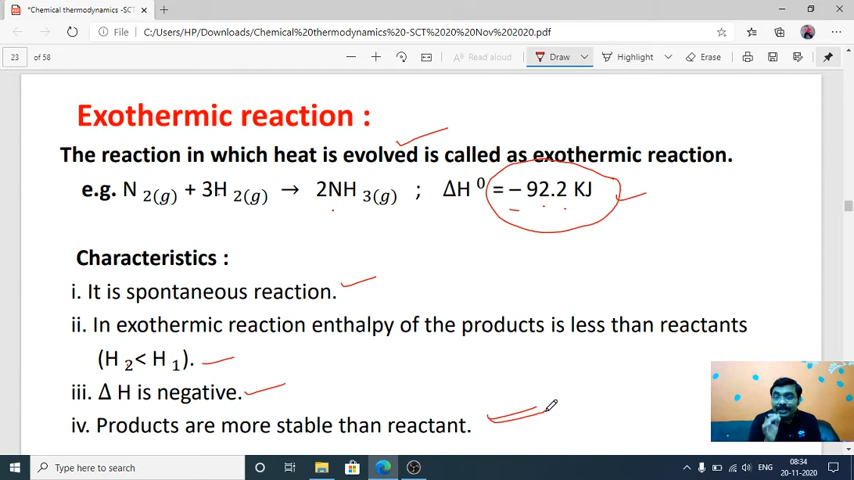 *Chemical thermodynamics -SCT
C:/Users/HP/Downloads/Chemical%20thermodynamics%20-SCT%202020%20Nov%202020.pdf
23 of 58
Read aloud
Draw
Highlight
Erase
Exothermic reaction :
The reaction in which heat is evolved is called as exothermic reaction.
e.g. N 2(g) + 3H 2(g) → 2NH 3(g) ; ΔH 0 = – 92.2 KJ
Characteristics :
i. It is spontaneous reaction.
ii. In exothermic reaction enthalpy of the products is less than reactants
(H 2 < H 1).
iii. Δ H is negative.
iv. Products are more stable than reactant.
Type here to search
ENG
08:34
20-11-2020